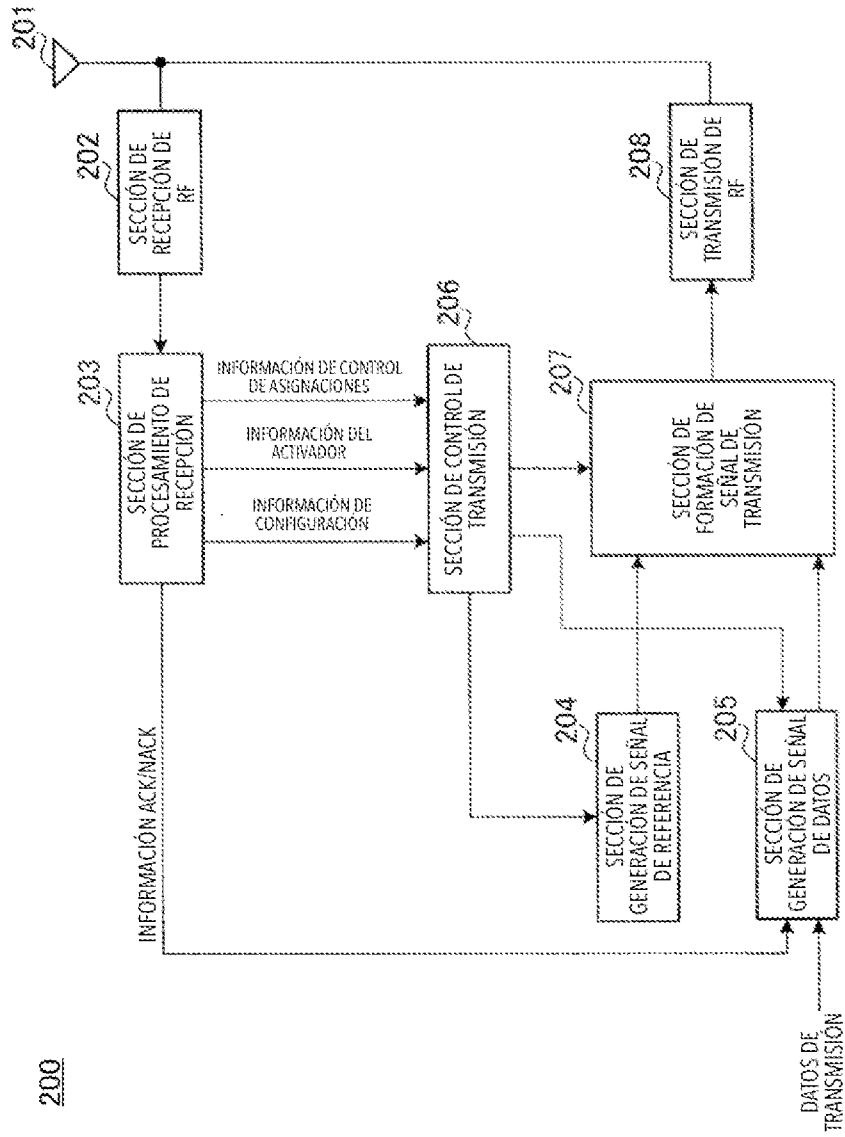 200
201
202
SECCIÓN DE
RECEPCIÓN DE
RF
203
SECCIÓN DE
PROCESAMIENTO DE
RECEPCIÓN
INFORMACIÓN ACK/NACK
INFORMACIÓN DE
CONFIGURACIÓN
INFORMACIÓN DEL
ACTIVADOR
INFORMACIÓN DE CONTROL
DE ASIGNACIONES
206
SECCIÓN DE CONTROL DE
TRANSMISIÓN
204
SECCIÓN DE
GENERACIÓN DE SEÑAL
DE REFERENCIA
207
SECCIÓN DE
FORMACIÓN DE
SEÑAL DE
TRANSMISIÓN
208
SECCIÓN DE
TRANSMISIÓN DE
RF
205
SECCIÓN DE
GENERACIÓN DE SEÑAL
DE DATOS
DATOS DE
TRANSMISIÓN